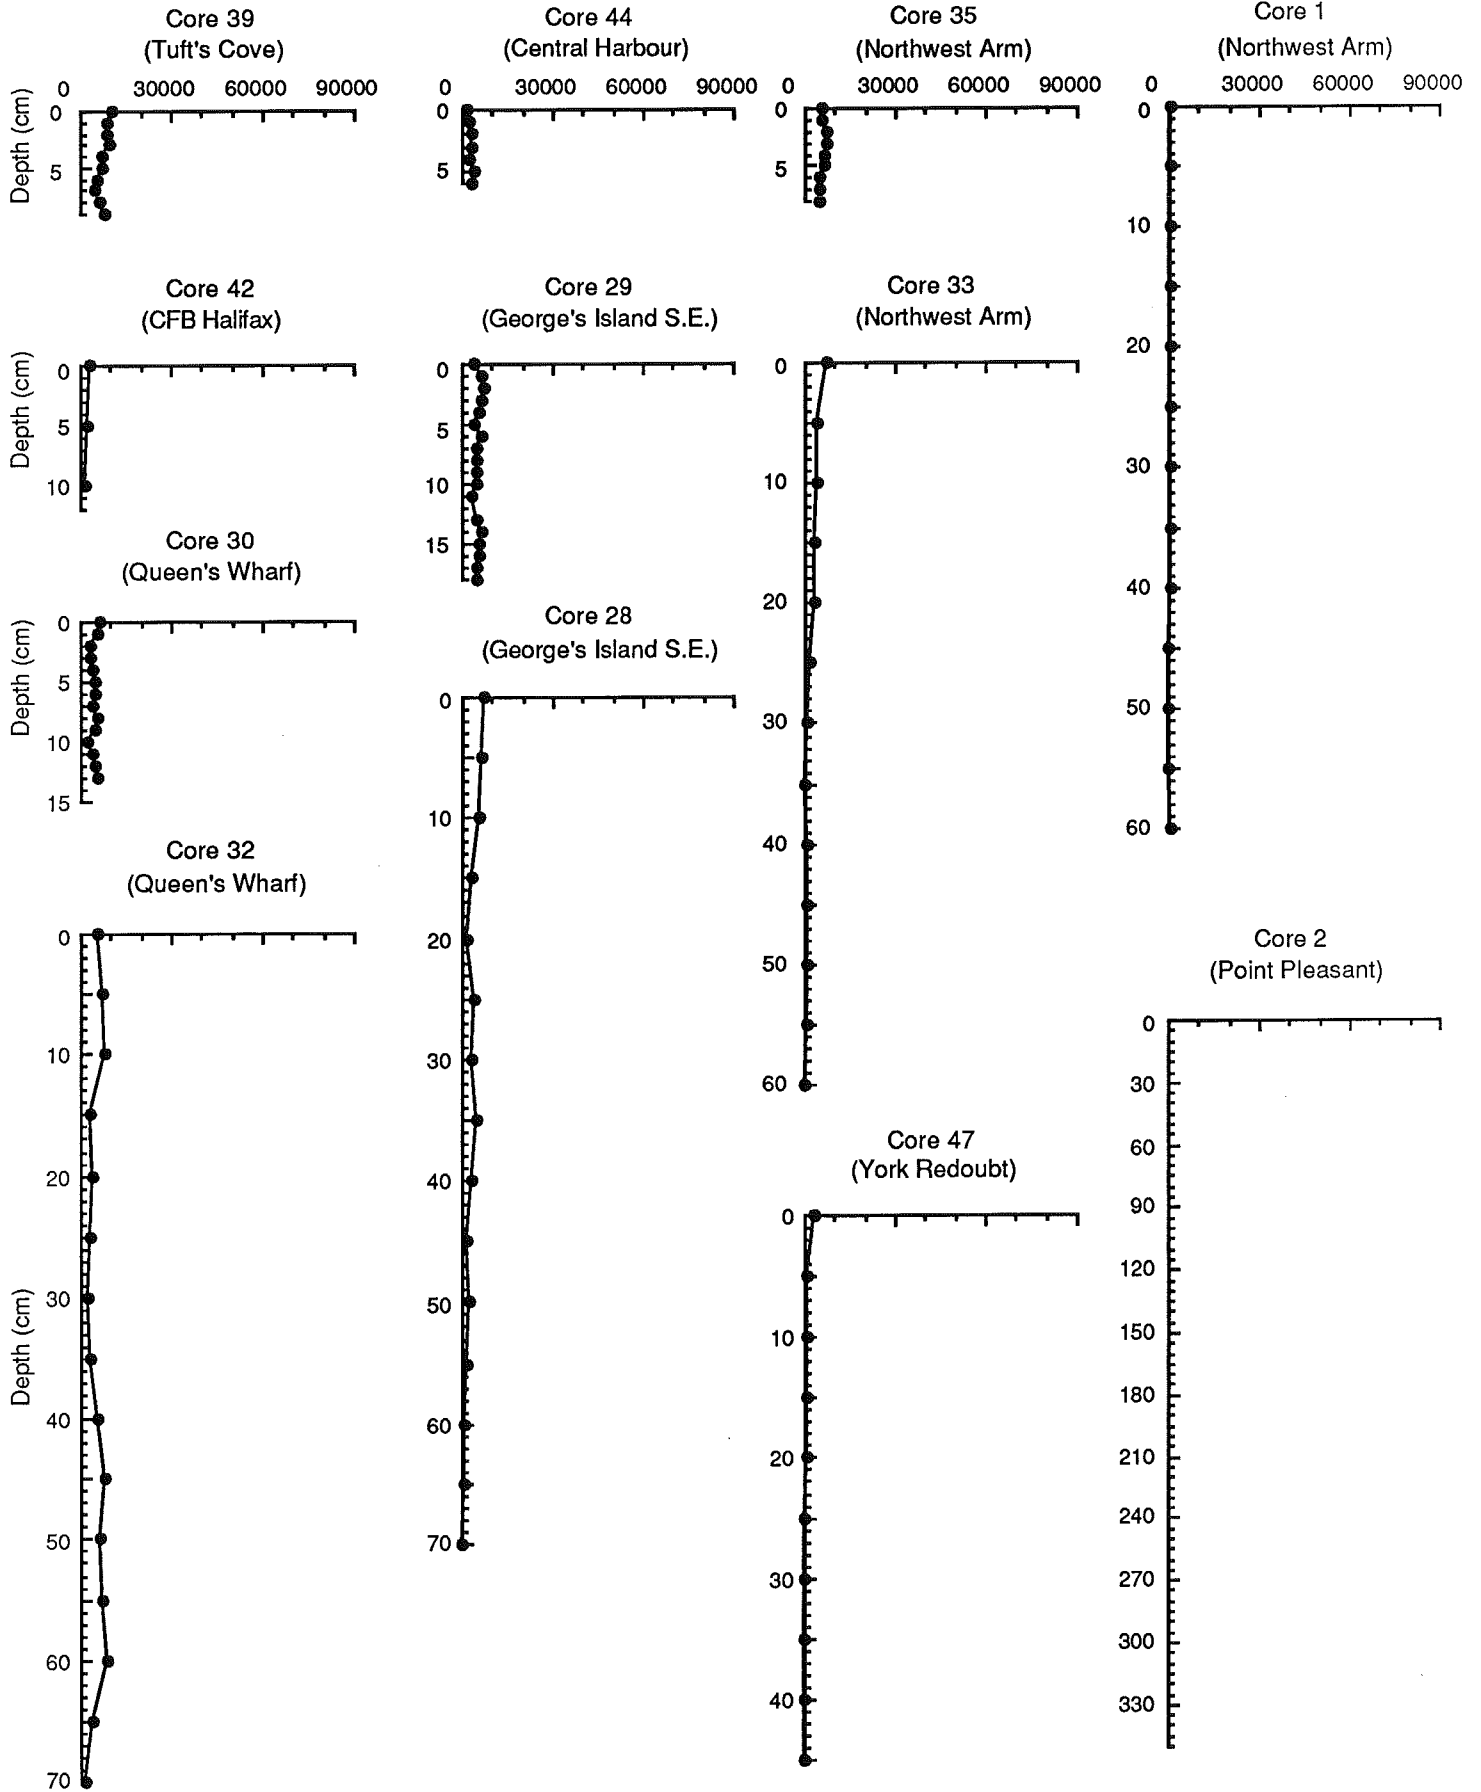 Core 39
(Tuft's Cove)
0 30000 60000 90000
Depth (cm)
0
5
Core 44
(Central Harbour)
0 30000 60000 90000
0
5
Core 35
(Northwest Arm)
0 30000 60000 90000
0
5
Core 1
(Northwest Arm)
0 30000 60000 90000
0
10
20
30
40
50
60
Core 42
(CFB Halifax)
Depth (cm)
0
5
10
Core 29
(George's Island S.E.)
0
5
10
15
Core 33
(Northwest Arm)
0
10
20
30
40
50
60
Core 30
(Queen's Wharf)
Depth (cm)
0
5
10
15
Core 28
(George's Island S.E.)
0
10
20
30
40
50
60
70
Core 32
(Queen's Wharf)
Depth (cm)
0
10
20
30
40
50
60
70
Core 47
(York Redoubt)
0
10
20
30
40
Core 2
(Point Pleasant)
0
30
60
90
120
150
180
210
240
270
300
330